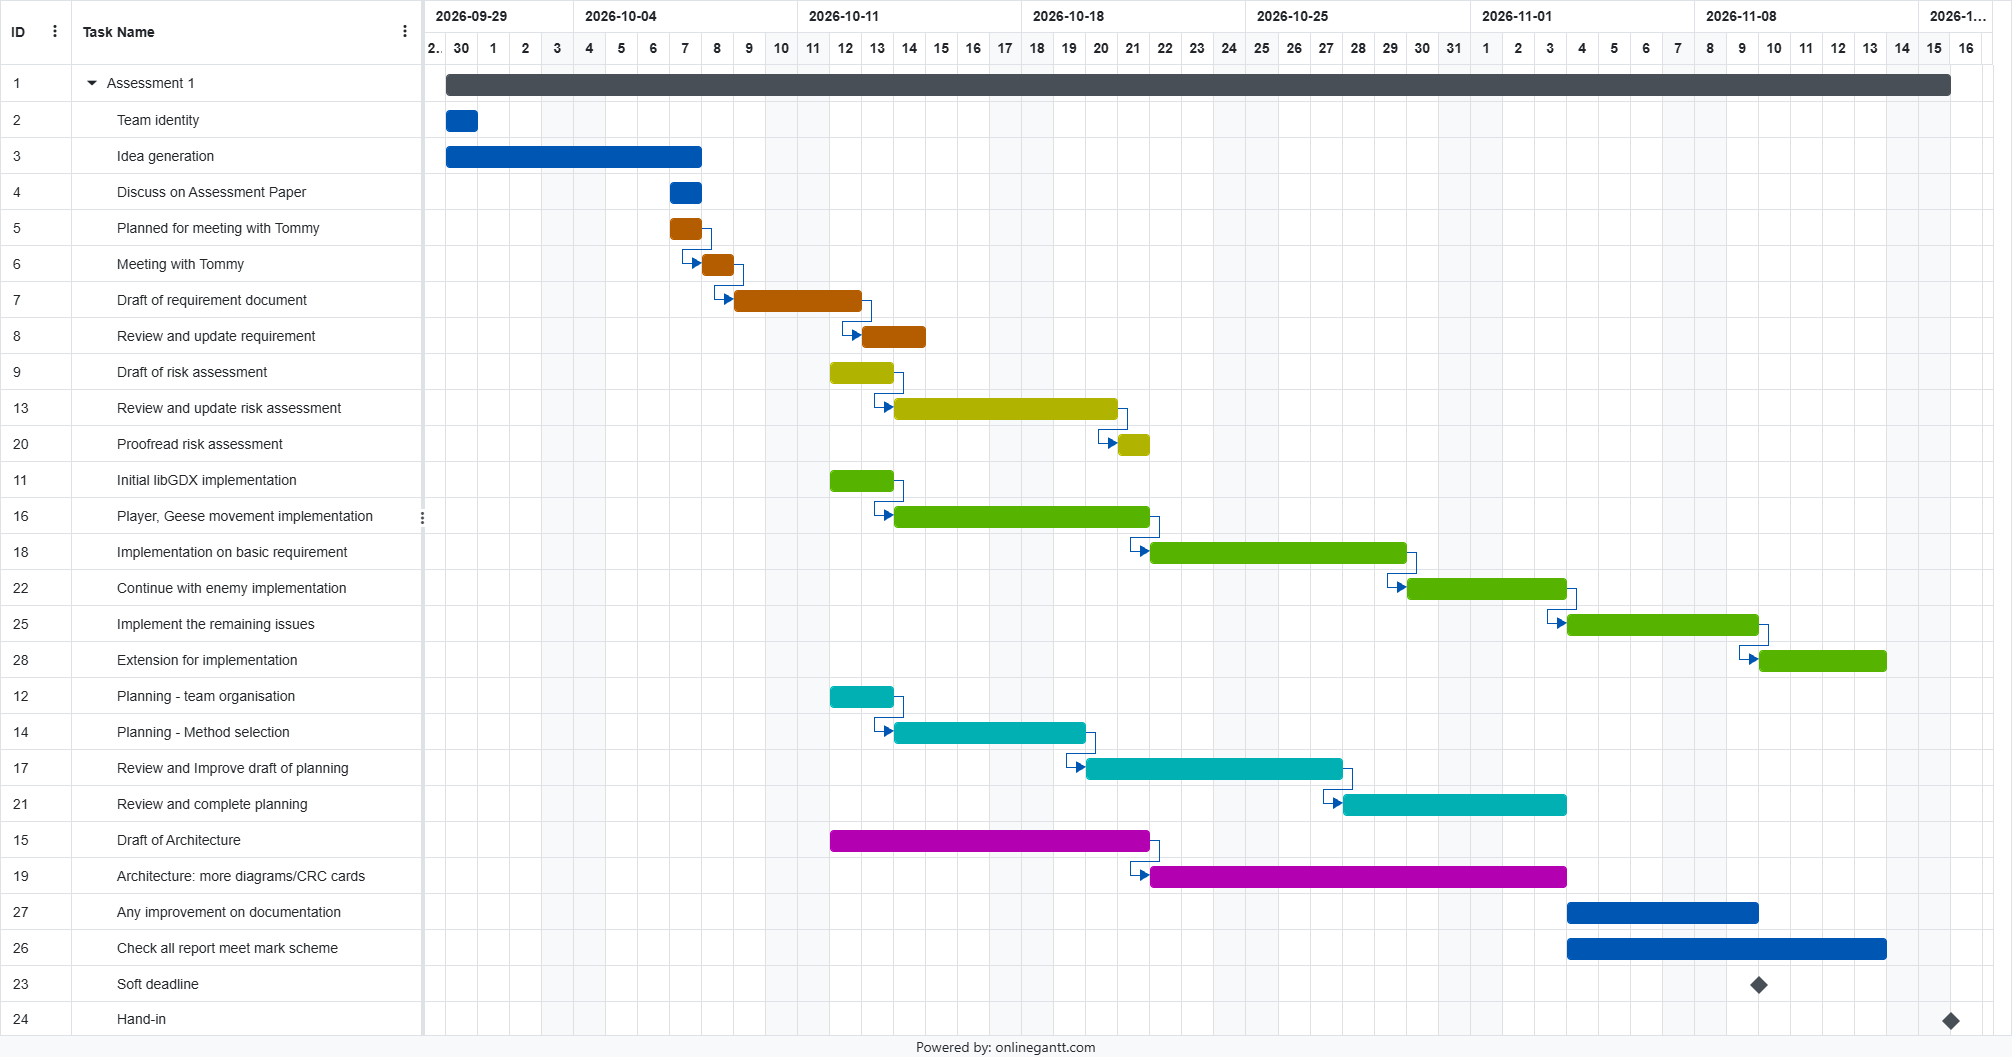 ID Task Name 2026-09-29 2026-10-04 2026-10-11 2026-10-18 2026-10-25 2026-11-01 2026-11-08 2026-1...
2.. 30 1 2 3 4 5 6 7 8 9 10 11 12 13 14 15 16 17 18 19 20 21 22 23 24 25 26 27 28 29 30 31 1 2 3 4 5 6 7 8 9 10 11 12 13 14 15 16
1 Assessment 1
2 Team identity
3 Idea generation
4 Discuss on Assessment Paper
5 Planned for meeting with Tommy
6 Meeting with Tommy
7 Draft of requirement document
8 Review and update requirement
9 Draft of risk assessment
13 Review and update risk assessment
20 Proofread risk assessment
11 Initial libGDX implementation
16 Player, Geese movement implementation
18 Implementation on basic requirement
22 Continue with enemy implementation
25 Implement the remaining issues
28 Extension for implementation
12 Planning - team organisation
14 Planning - Method selection
17 Review and Improve draft of planning
21 Review and complete planning
15 Draft of Architecture
19 Architecture: more diagrams/CRC cards
27 Any improvement on documentation
26 Check all report meet mark scheme
23 Soft deadline
24 Hand-in
Powered by: onlinegantt.com